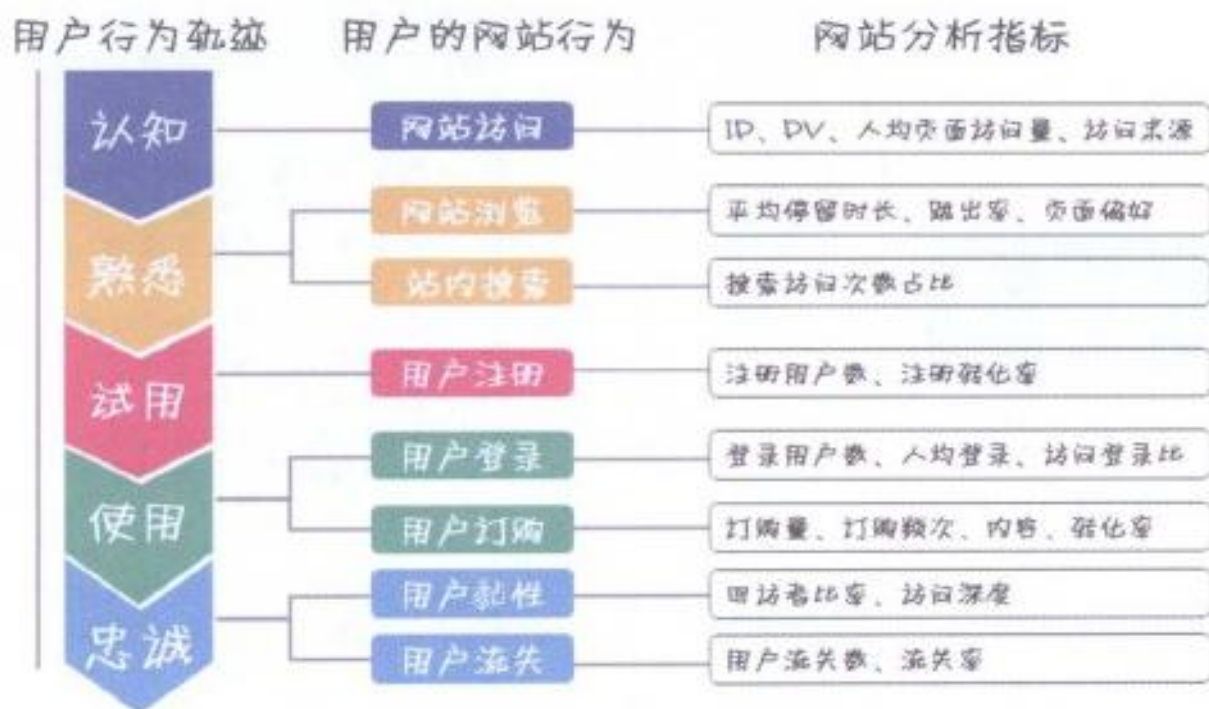 用户行为轨迹 用户的网站行为 网站分析指标
认知 网站访问 ID、DV、人均页面访问量、访问来源
网站浏览 平均停留时长、跳出率、页面偏好
熟悉
站内搜索 搜索访问次数占比
试用 用户注册 注册用户数、注册转化率
用户登录 登录用户数、人均登录、访问登录比
使用
用户订购 订购量、订购频次、内容、转化率
用户黏性 回访者比率、访问深度
忠诚
用户流失 用户流失数、流失率